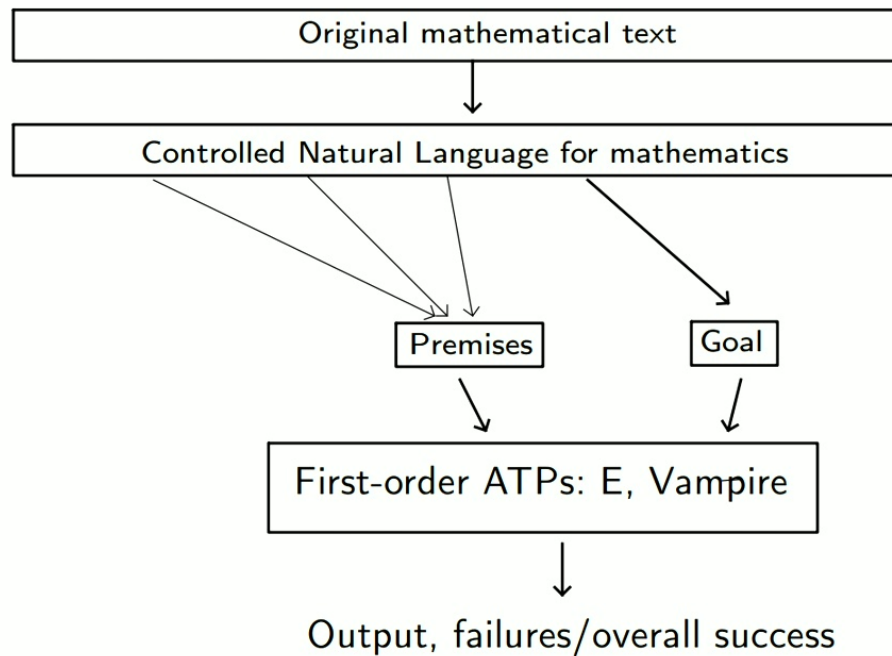 Original mathematical text
Controlled Natural Language for mathematics
Premises
Goal
First-order ATPs: E, Vampire
Output, failures/overall success